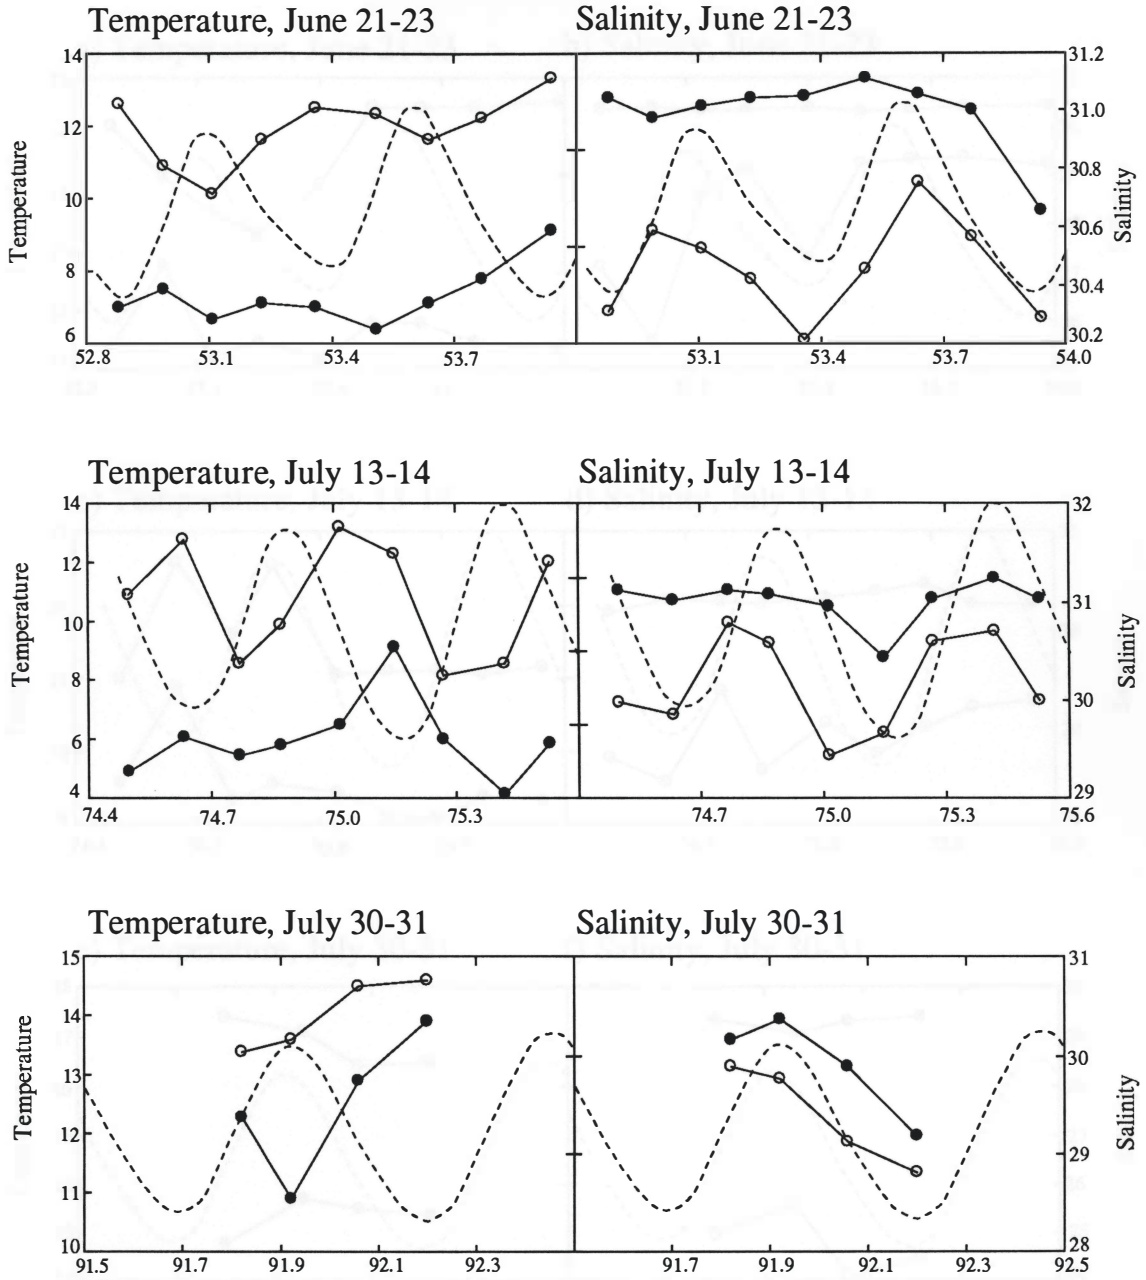 Temperature, June 21-23
Salinity, June 21-23
14
12
10
8
6
Temperature
31.2
31.0
30.8
30.6
30.4
30.2
Salinity
52.8 53.1 53.4 53.7
53.1 53.4 53.7 54.0
Temperature, July 13-14
Salinity, July 13-14
14
12
10
8
6
4
Temperature
32
31
30
29
Salinity
74.4 74.7 75.0 75.3
74.7 75.0 75.3 75.6
Temperature, July 30-31
Salinity, July 30-31
15
14
13
12
11
10
Temperature
31
30
29
28
Salinity
91.5 91.7 91.9 92.1 92.3
91.7 91.9 92.1 92.3 92.5